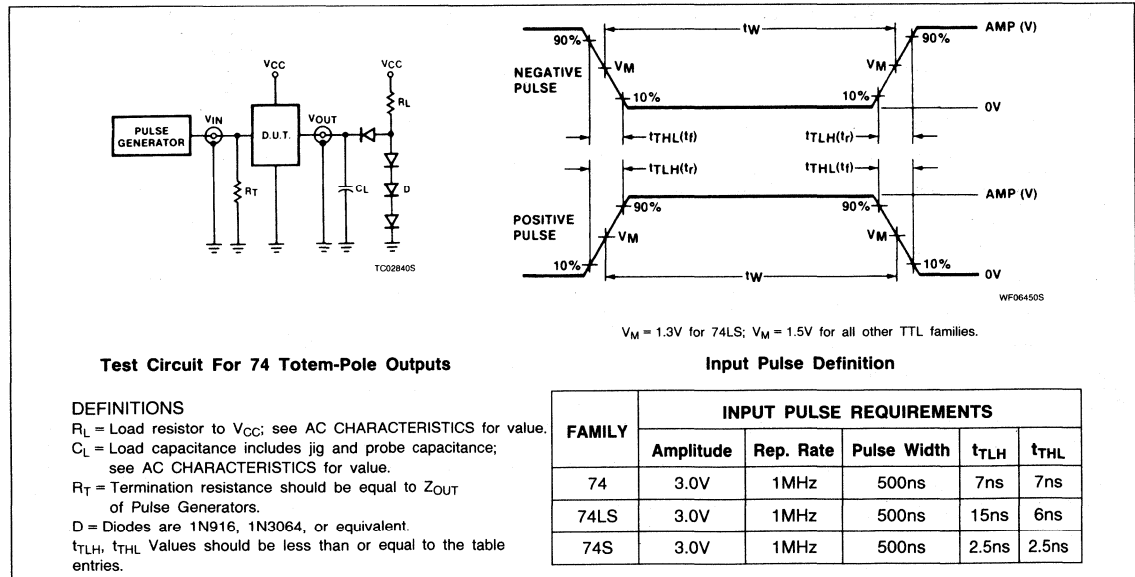 PULSE GENERATOR
VIN
RT
VCC
D.U.T.
VOUT
CL
VCC
RL
D
TC02840S
NEGATIVE PULSE
90%
VM
10%
tW
10%
VM
90%
AMP (V)
0V
tTHL(tf)
tTLH(tr)
tTLH(tr)
tTHL(tf)
POSITIVE PULSE
10%
VM
90%
tW
90%
VM
10%
AMP (V)
0V
WF06450S
VM = 1.3V for 74LS; VM = 1.5V for all other TTL families.
Test Circuit For 74 Totem-Pole Outputs
Input Pulse Definition
DEFINITIONS
RL = Load resistor to VCC; see AC CHARACTERISTICS for value.
CL = Load capacitance includes jig and probe capacitance;
see AC CHARACTERISTICS for value.
RT = Termination resistance should be equal to ZOUT
of Pulse Generators.
D = Diodes are 1N916, 1N3064, or equivalent.
tTLH, tTHL Values should be less than or equal to the table
entries.
FAMILY INPUT PULSE REQUIREMENTS
Amplitude Rep. Rate Pulse Width tTLH tTHL
74 3.0V 1MHz 500ns 7ns 7ns
74LS 3.0V 1MHz 500ns 15ns 6ns
74S 3.0V 1MHz 500ns 2.5ns 2.5ns